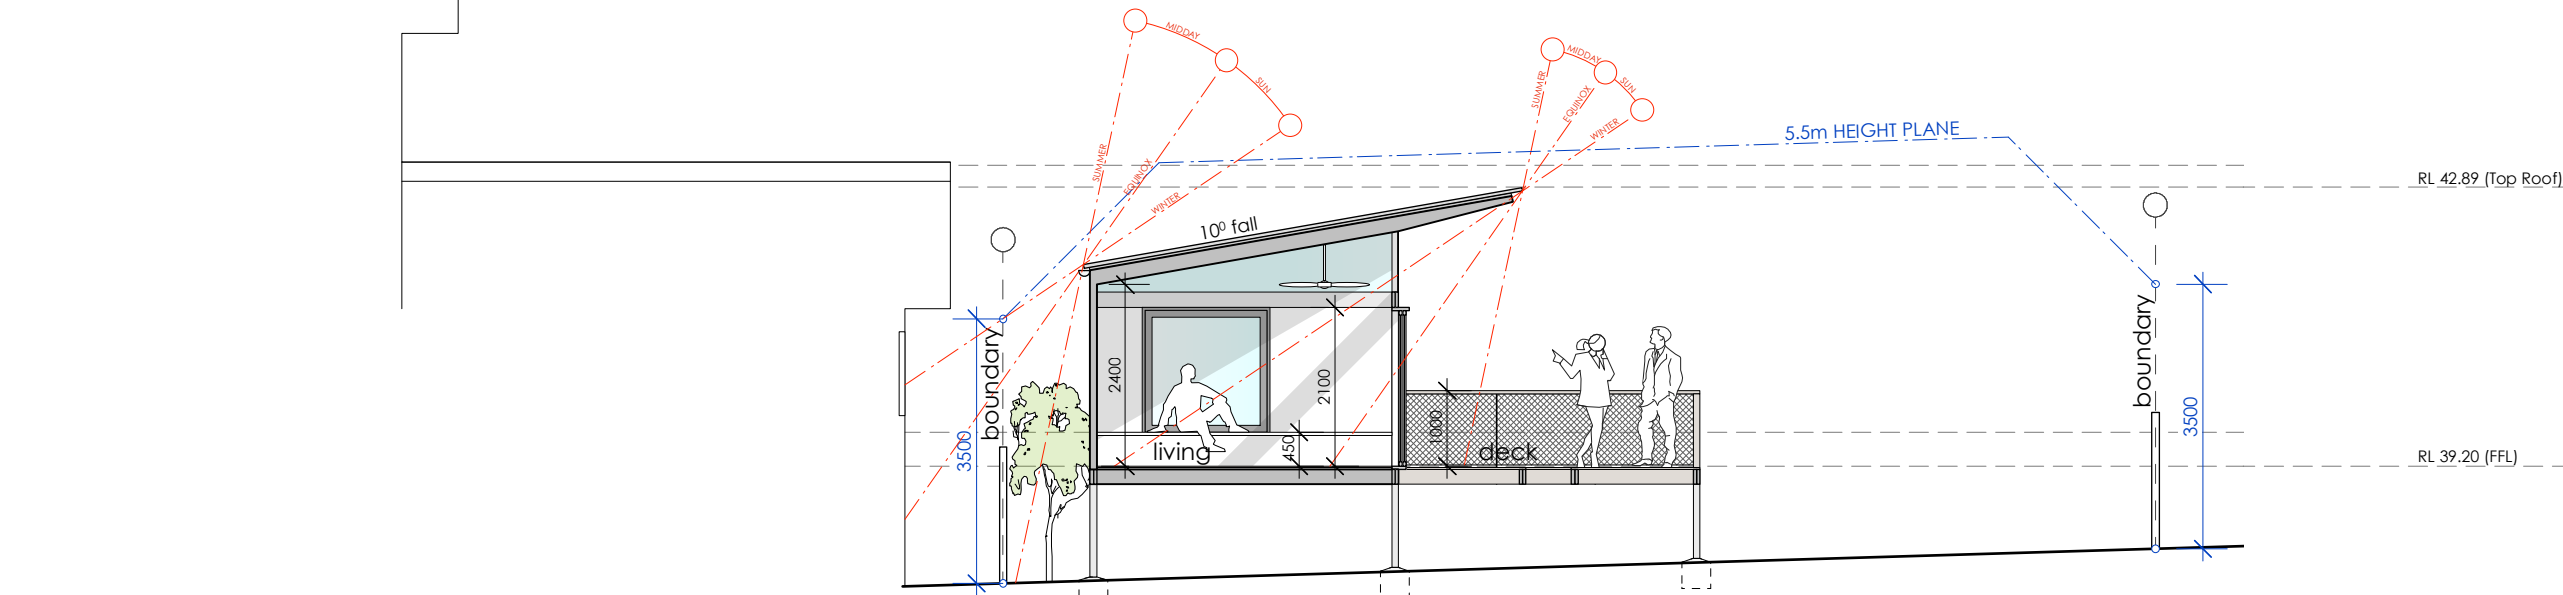 MIDDAY
SUN
SUMMER
EQUINOX
WINTER
MIDDAY
SUN
SUMMER
EQUINOX
WINTER
5.5m HEIGHT PLANE
RL 42.89 (Top Roof)
10⁰ fall
boundary
3500
2400
2100
450
1000
living
deck
boundary
3500
RL 39.20 (FFL)